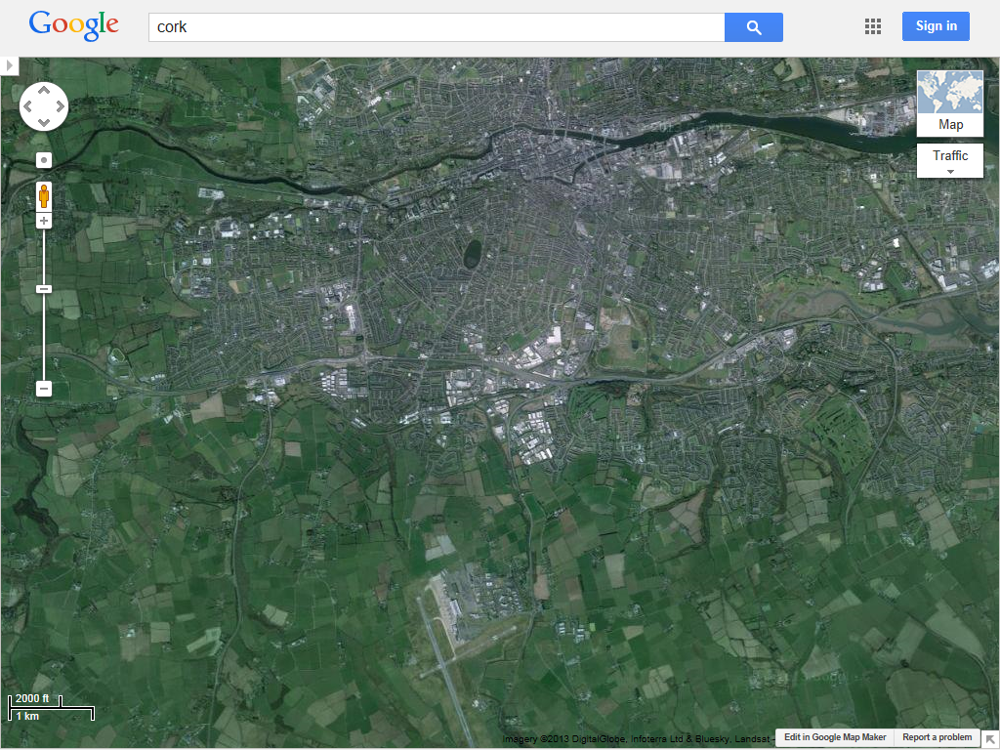 Google
cork
Sign in
Map
Traffic
2000 ft
1 km
Imagery ©2013 DigitalGlobe, Infoterra Ltd & Bluesky, Landsat -
Edit in Google Map Maker
Report a problem